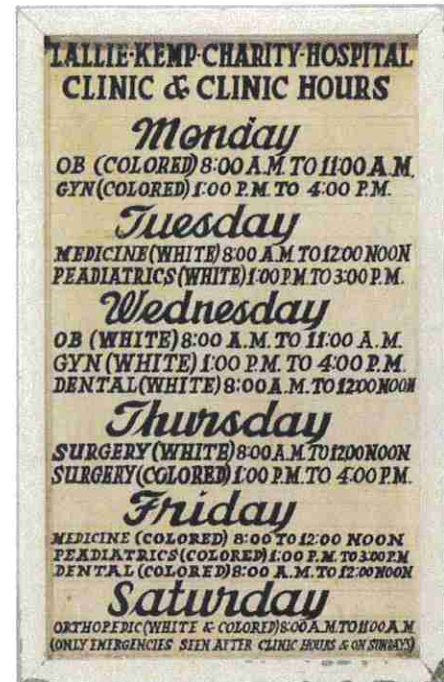 LALLIE-KEMP-CHARITY-HOSPITAL
CLINIC & CLINIC HOURS
Monday
OB (COLORED) 8:00 A.M. TO 11:00 A.M.
GYN (COLORED) 1:00 P.M. TO 4:00 P.M.
Tuesday
MEDICINE (WHITE) 8:00 A.M. TO 12:00 NOON
PEADIATRICS (WHITE) 1:00 P.M. TO 3:00 P.M.
Wednesday
OB (WHITE) 8:00 A.M. TO 11:00 A.M.
GYN (WHITE) 1:00 P.M. TO 4:00 P.M.
DENTAL (WHITE) 8:00 A.M. TO 12:00 NOON
Thursday
SURGERY (WHITE) 8:00 A.M. TO 12:00 NOON
SURGERY (COLORED) 1:00 P.M. TO 4:00 P.M.
Friday
MEDICINE (COLORED) 8:00 TO 12:00 NOON
PEADIATRICS (COLORED) 1:00 P.M. TO 3:00 P.M
DENTAL (COLORED) 8:00 A.M. TO 12:00 NOON
Saturday
ORTHOPEDIC (WHITE & COLORED) 8:00 A.M. TO 11:00 A.M
(ONLY EMERGENCIES SEEN AFTER CLINIC HOURS & ON SUNDAYS)